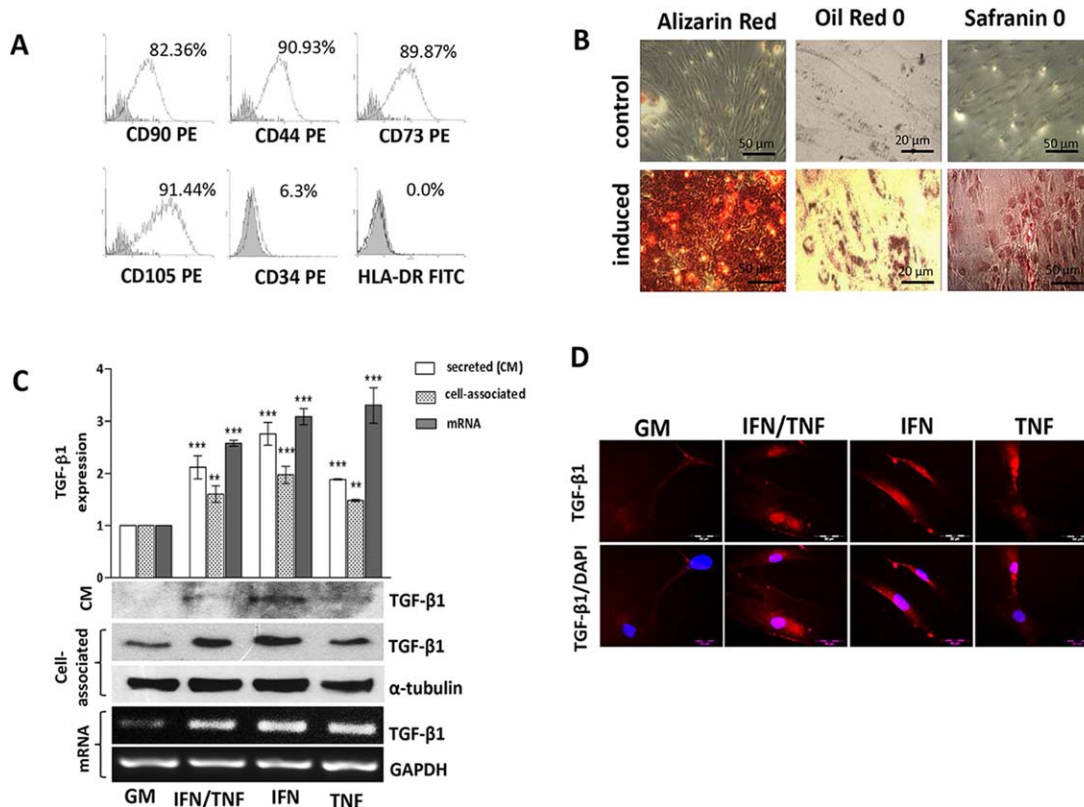 A
82.36%
90.93%
89.87%
CD90 PE
CD44 PE
CD73 PE
91.44%
6.3%
0.0%
CD105 PE
CD34 PE
HLA-DR FITC
B
Alizarin Red
Oil Red 0
Safranin 0
control
50 µm
20 µm
50 µm
induced
50 µm
20 µm
50 µm
C
secreted (CM)
cell-associated
mRNA
TGF-β1
expression
4
3
2
1
0
***
**
***
***
***
***
***
**
***
CM
TGF-β1
Cell-
associated
TGF-β1
α-tubulin
mRNA
TGF-β1
GAPDH
GM
IFN/TNF
IFN
TNF
D
GM
IFN/TNF
IFN
TNF
TGF-β1
TGF-β1/DAPI